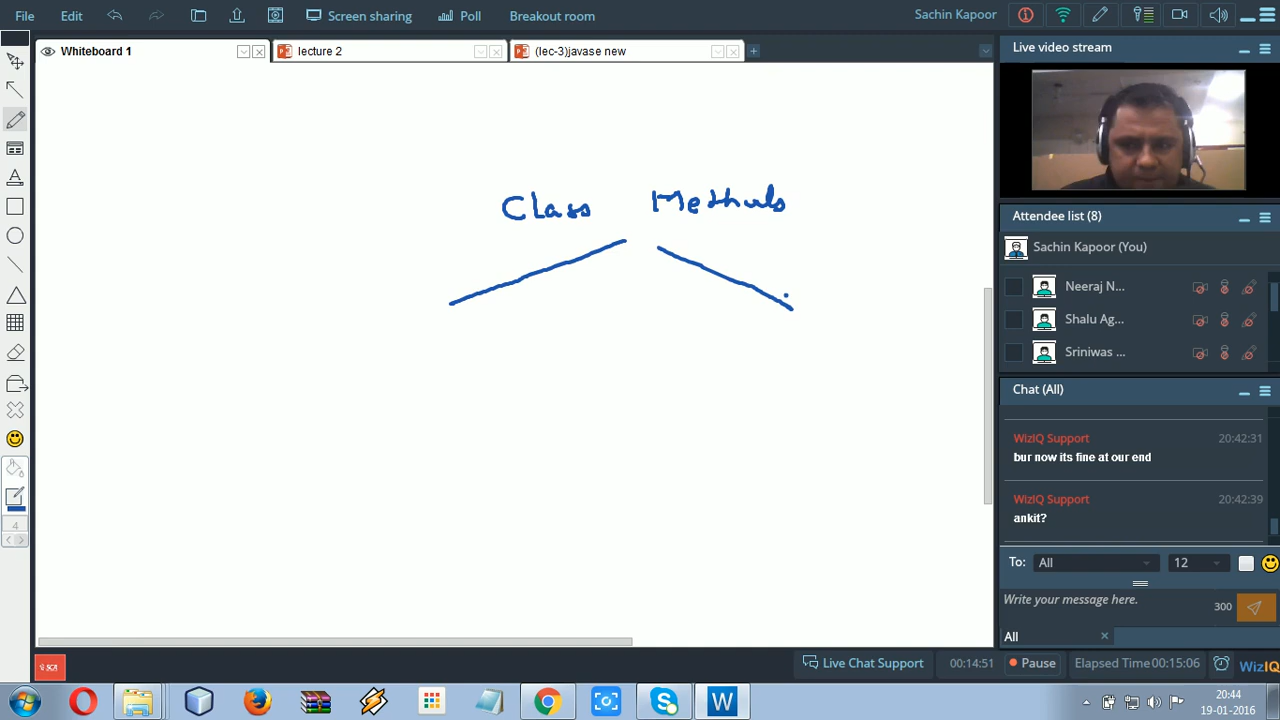 File Edit Screen sharing Poll Breakout room Sachin Kapoor
Whiteboard 1 lecture 2 (lec-3)javase new
Live video stream
Class Methods
Attendee list (8)
Sachin Kapoor (You)
Neeraj N...
Shalu Ag...
Sriniwas ...
Chat (All)
WizIQ Support 20:42:31
bur now its fine at our end
WizIQ Support 20:42:39
ankit?
To: All 12
Write your message here. 300
All
4
Live Chat Support 00:14:51 Pause Elapsed Time 00:15:06 WizIQ
20:44
19-01-2016